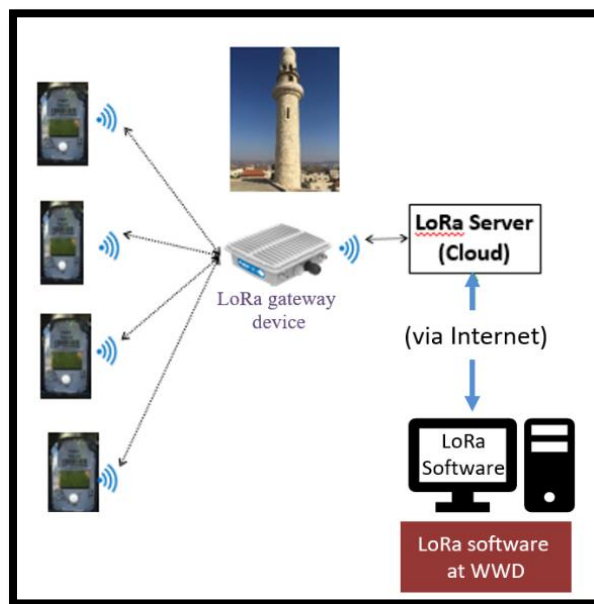 LoRa Server
(Cloud)
LoRa gateway
device
(via Internet)
LoRa
Software
LoRa software
at WWD